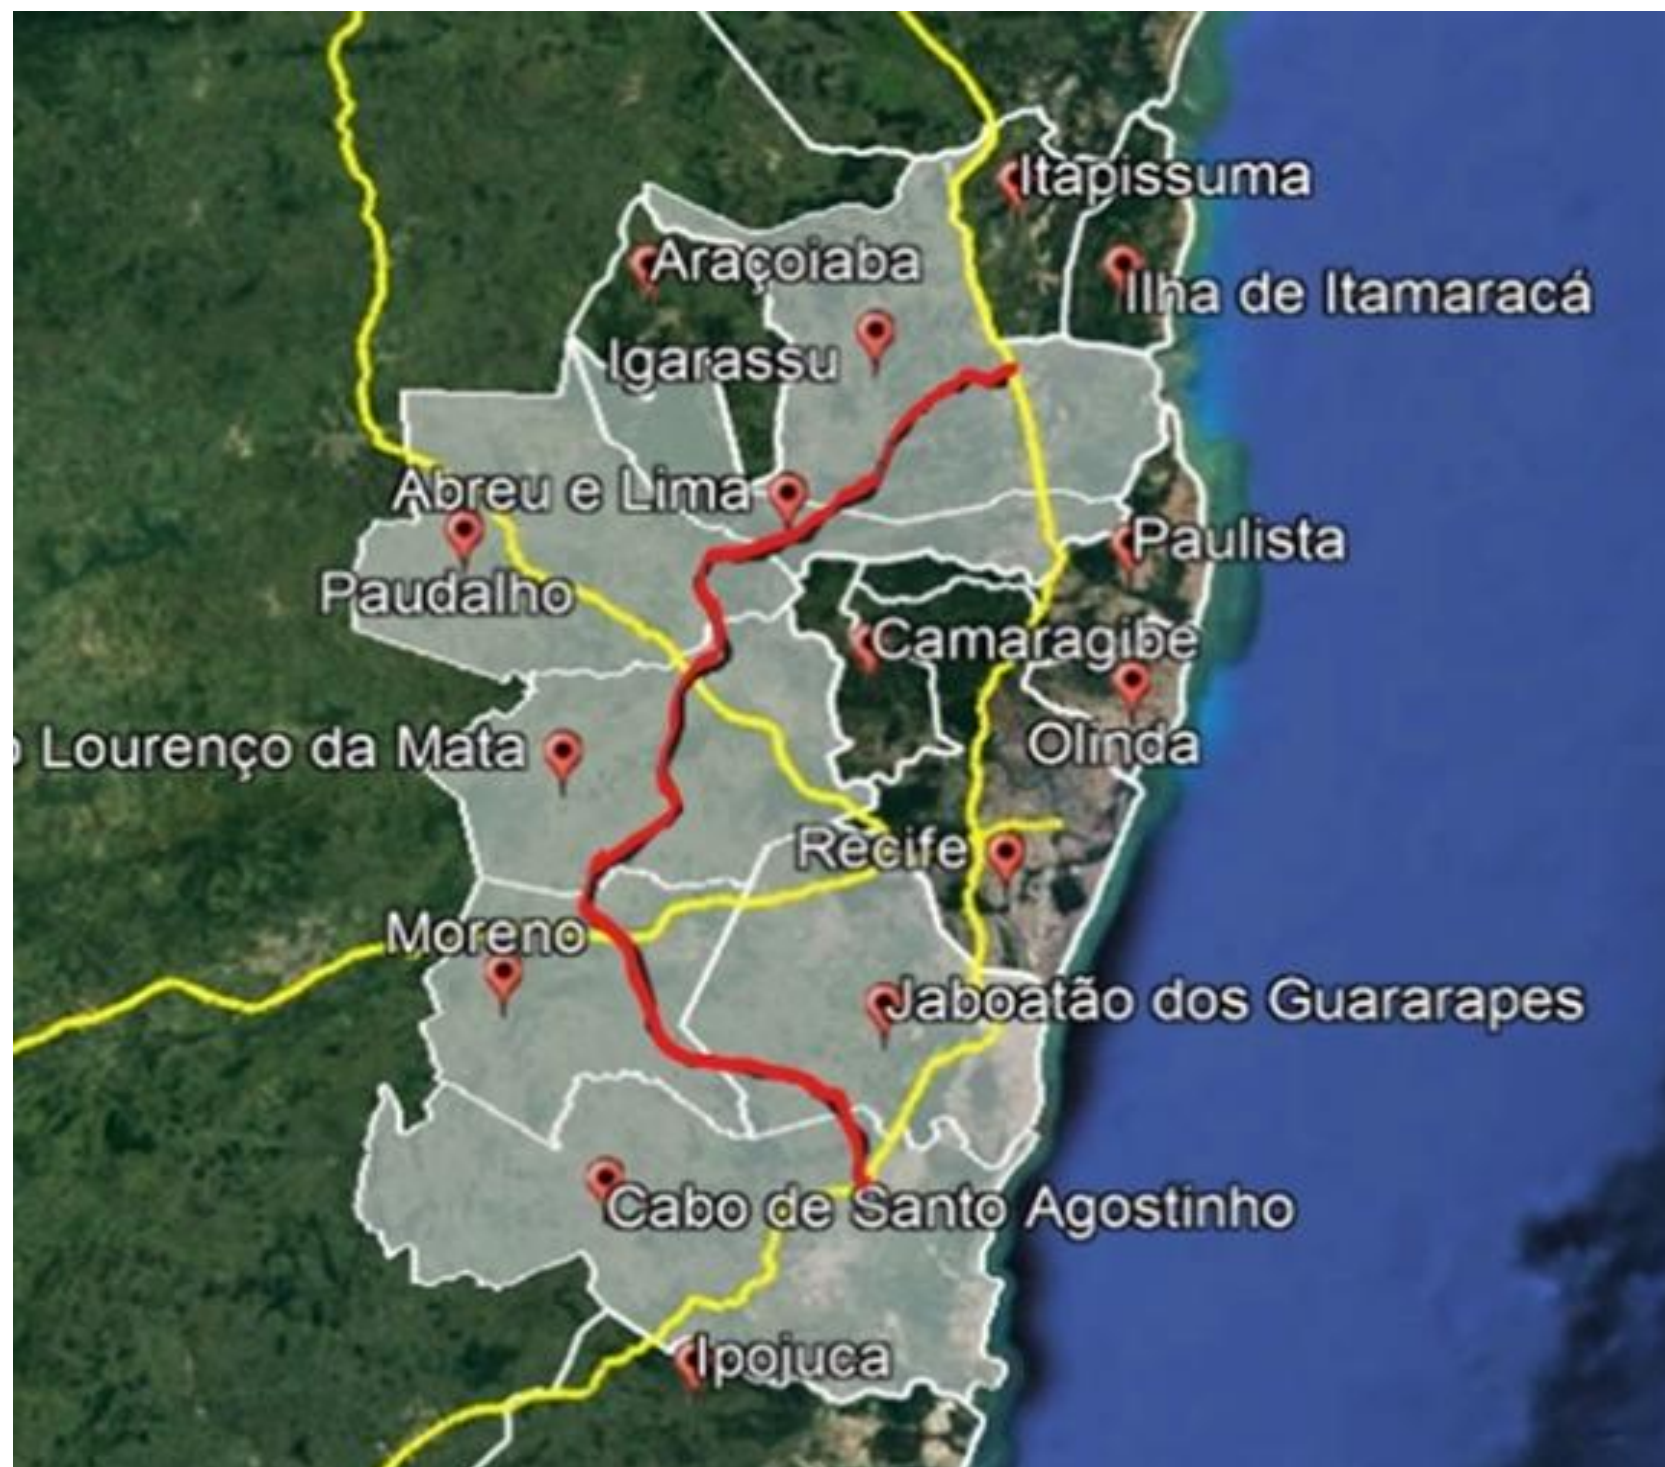 Itapissuma
Araçoiaba
Ilha de Itamaracá
Igarassu
Abreu e Lima
Paulista
Paudalho
Camaragibe
Lourenço da Mata
Olinda
Recife
Moreno
Jaboatão dos Guararapes
Cabo de Santo Agostinho
Ipojuca